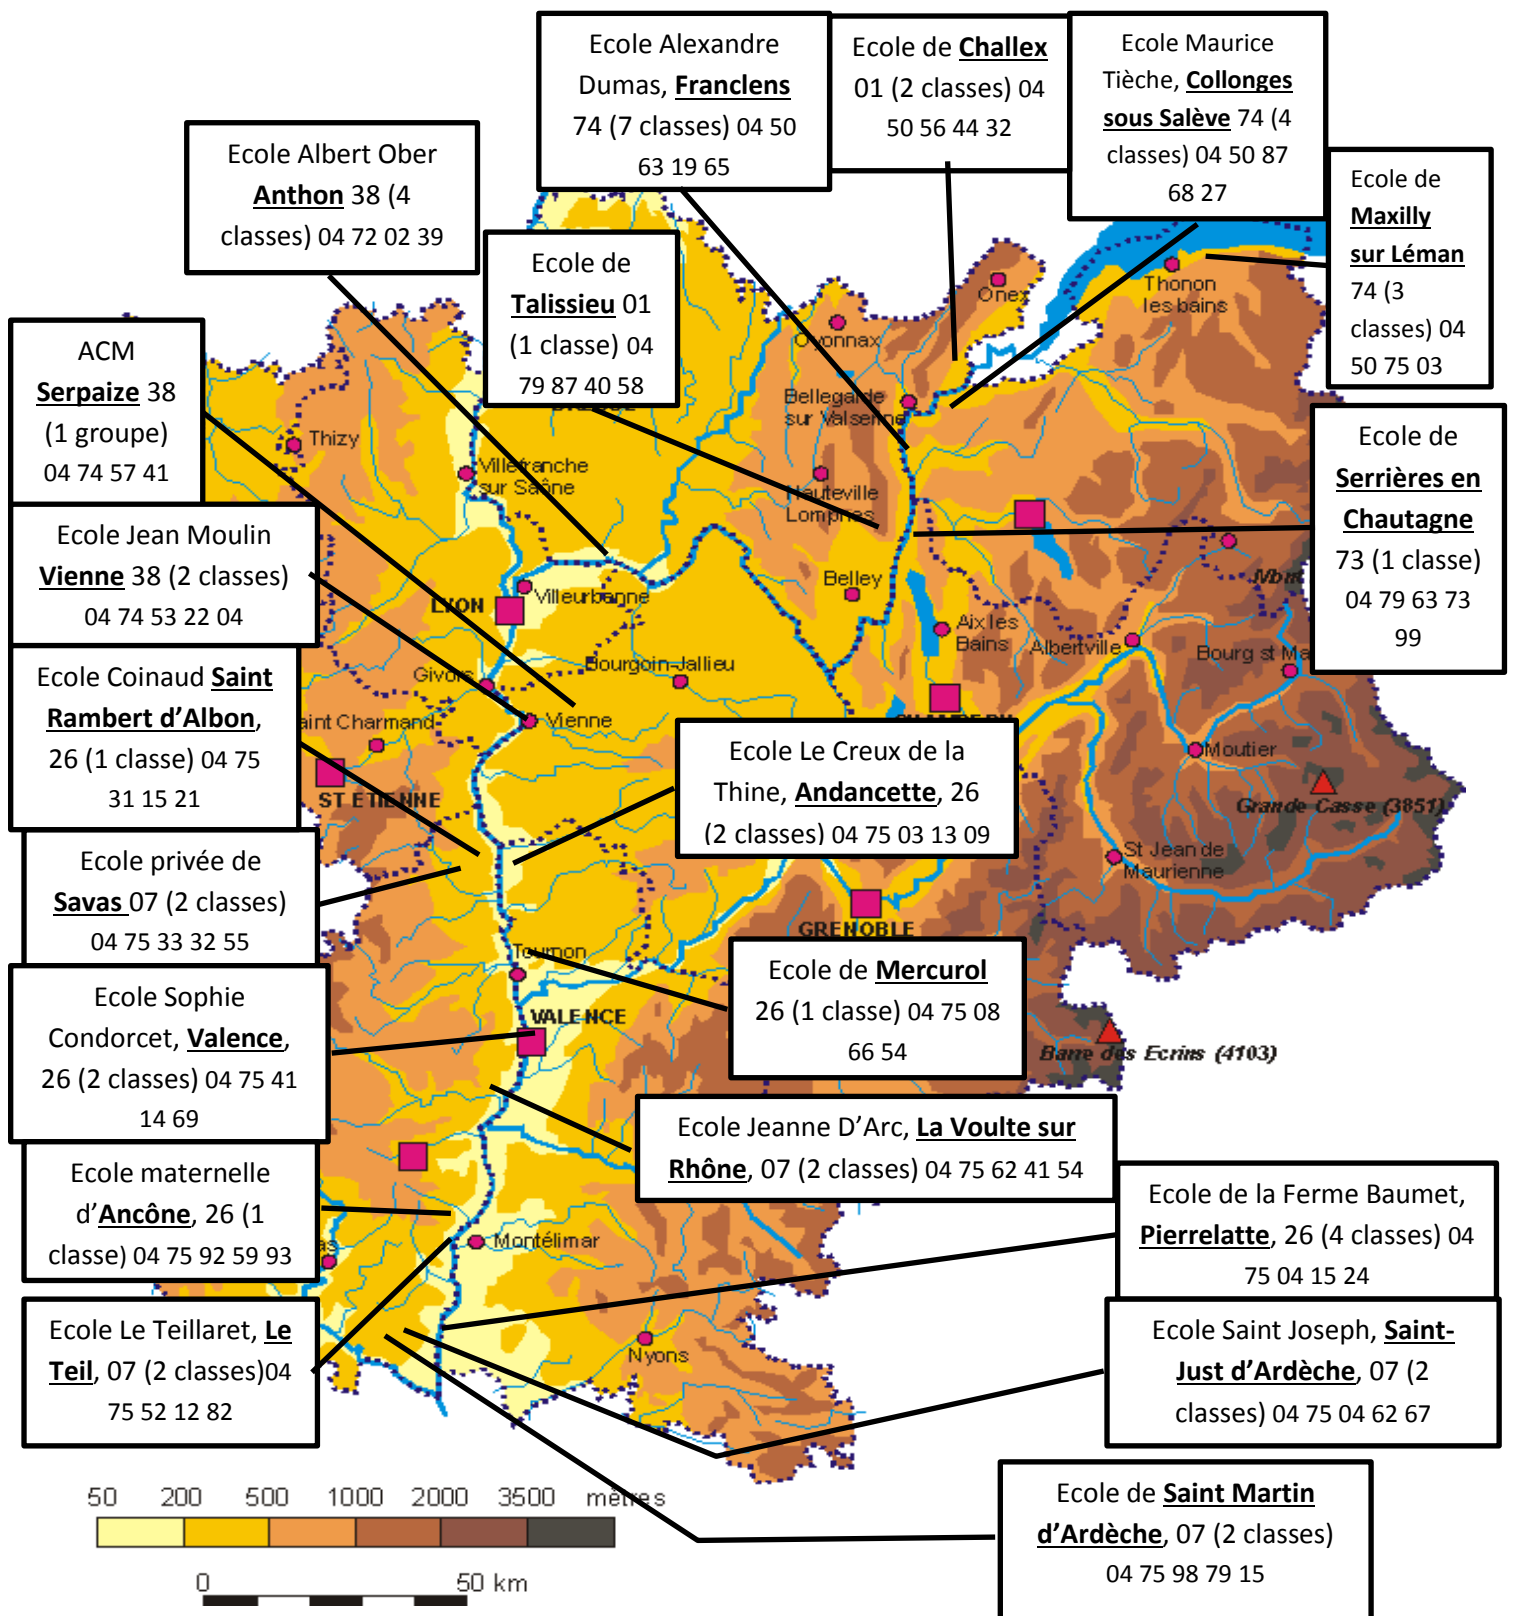 Ecole Alexandre
Dumas, Franclens
74 (7 classes) 04 50
63 19 65
Ecole de Challex
01 (2 classes) 04
50 56 44 32
Ecole Maurice
Tièche, Collonges
sous Salève 74 (4
classes) 04 50 87
68 27
Ecole de
Maxilly
sur Léman
74 (3
classes) 04
50 75 03
Ecole Albert Ober
Anthon 38 (4
classes) 04 72 02 39
Ecole de
Talissieu 01
(1 classe) 04
79 87 40 58
ACM
Serpaize 38
(1 groupe)
04 74 57 41
Ecole Jean Moulin
Vienne 38 (2 classes)
04 74 53 22 04
Ecole Coinaud Saint
Rambert d’Albon,
26 (1 classe) 04 75
31 15 21
Ecole privée de
Savas 07 (2 classes)
04 75 33 32 55
Ecole Sophie
Condorcet, Valence,
26 (2 classes) 04 75 41
14 69
Ecole maternelle
d’Ancône, 26 (1
classe) 04 75 92 59 93
Ecole Le Teillaret, Le
Teil, 07 (2 classes)04
75 52 12 82
Ecole de
Serrières en
Chautagne
73 (1 classe)
04 79 63 73
99
Ecole Le Creux de la
Thine, Andancette, 26
(2 classes) 04 75 03 13 09
Ecole de Mercurol
26 (1 classe) 04 75 08
66 54
Ecole Jeanne D’Arc, La Voulte sur
Rhône, 07 (2 classes) 04 75 62 41 54
Ecole de la Ferme Baumet,
Pierrelatte, 26 (4 classes) 04
75 04 15 24
Ecole Saint Joseph, Saint-
Just d’Ardèche, 07 (2
classes) 04 75 04 62 67
Ecole de Saint Martin
d’Ardèche, 07 (2 classes)
04 75 98 79 15
Onex
Thonon
les bains
Oyonnax
Bellegarde
sur Valserine
Thizy
Villefranche
sur Saône
Hauteville
Lompnes
Belley
LYON
Villeurbanne
Aix les
Bains
Albertville
Bourg st Ma
Givors
Bourgoin-Jallieu
Vienne
aint Charmand
Moutier
ST ETIENNE
Grande Casse (3851)
St Jean de
Maurienne
GRENOBLE
Tournon
VALENCE
Barre des Ecrins (4103)
Montélimar
as
Nyons
50 200 500 1000 2000 3500 mètres
0 50 km